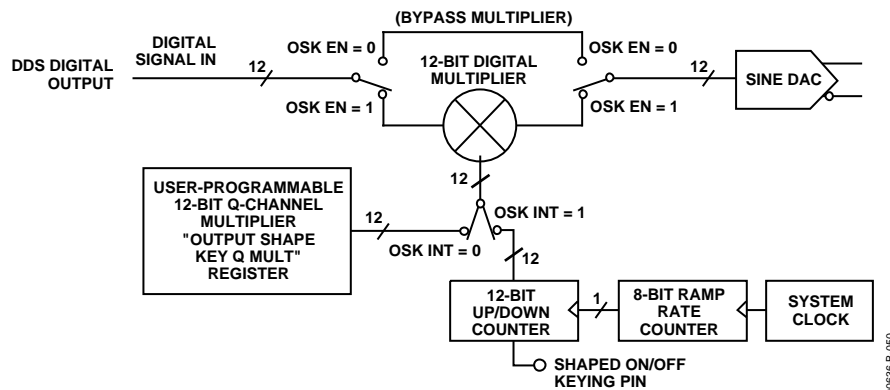 (BYPASS MULTIPLIER)
DIGITAL
SIGNAL IN
DDS DIGITAL
OUTPUT
12
OSK EN = 0
OSK EN = 1
12-BIT DIGITAL
MULTIPLIER
OSK EN = 0
OSK EN = 1
12
SINE DAC
12
USER-PROGRAMMABLE
12-BIT Q-CHANNEL
MULTIPLIER
"OUTPUT SHAPE
KEY Q MULT"
REGISTER
12
OSK INT = 0
OSK INT = 1
12
12-BIT
UP/DOWN
COUNTER
1
8-BIT RAMP
RATE
COUNTER
SYSTEM
CLOCK
SHAPED ON/OFF
KEYING PIN